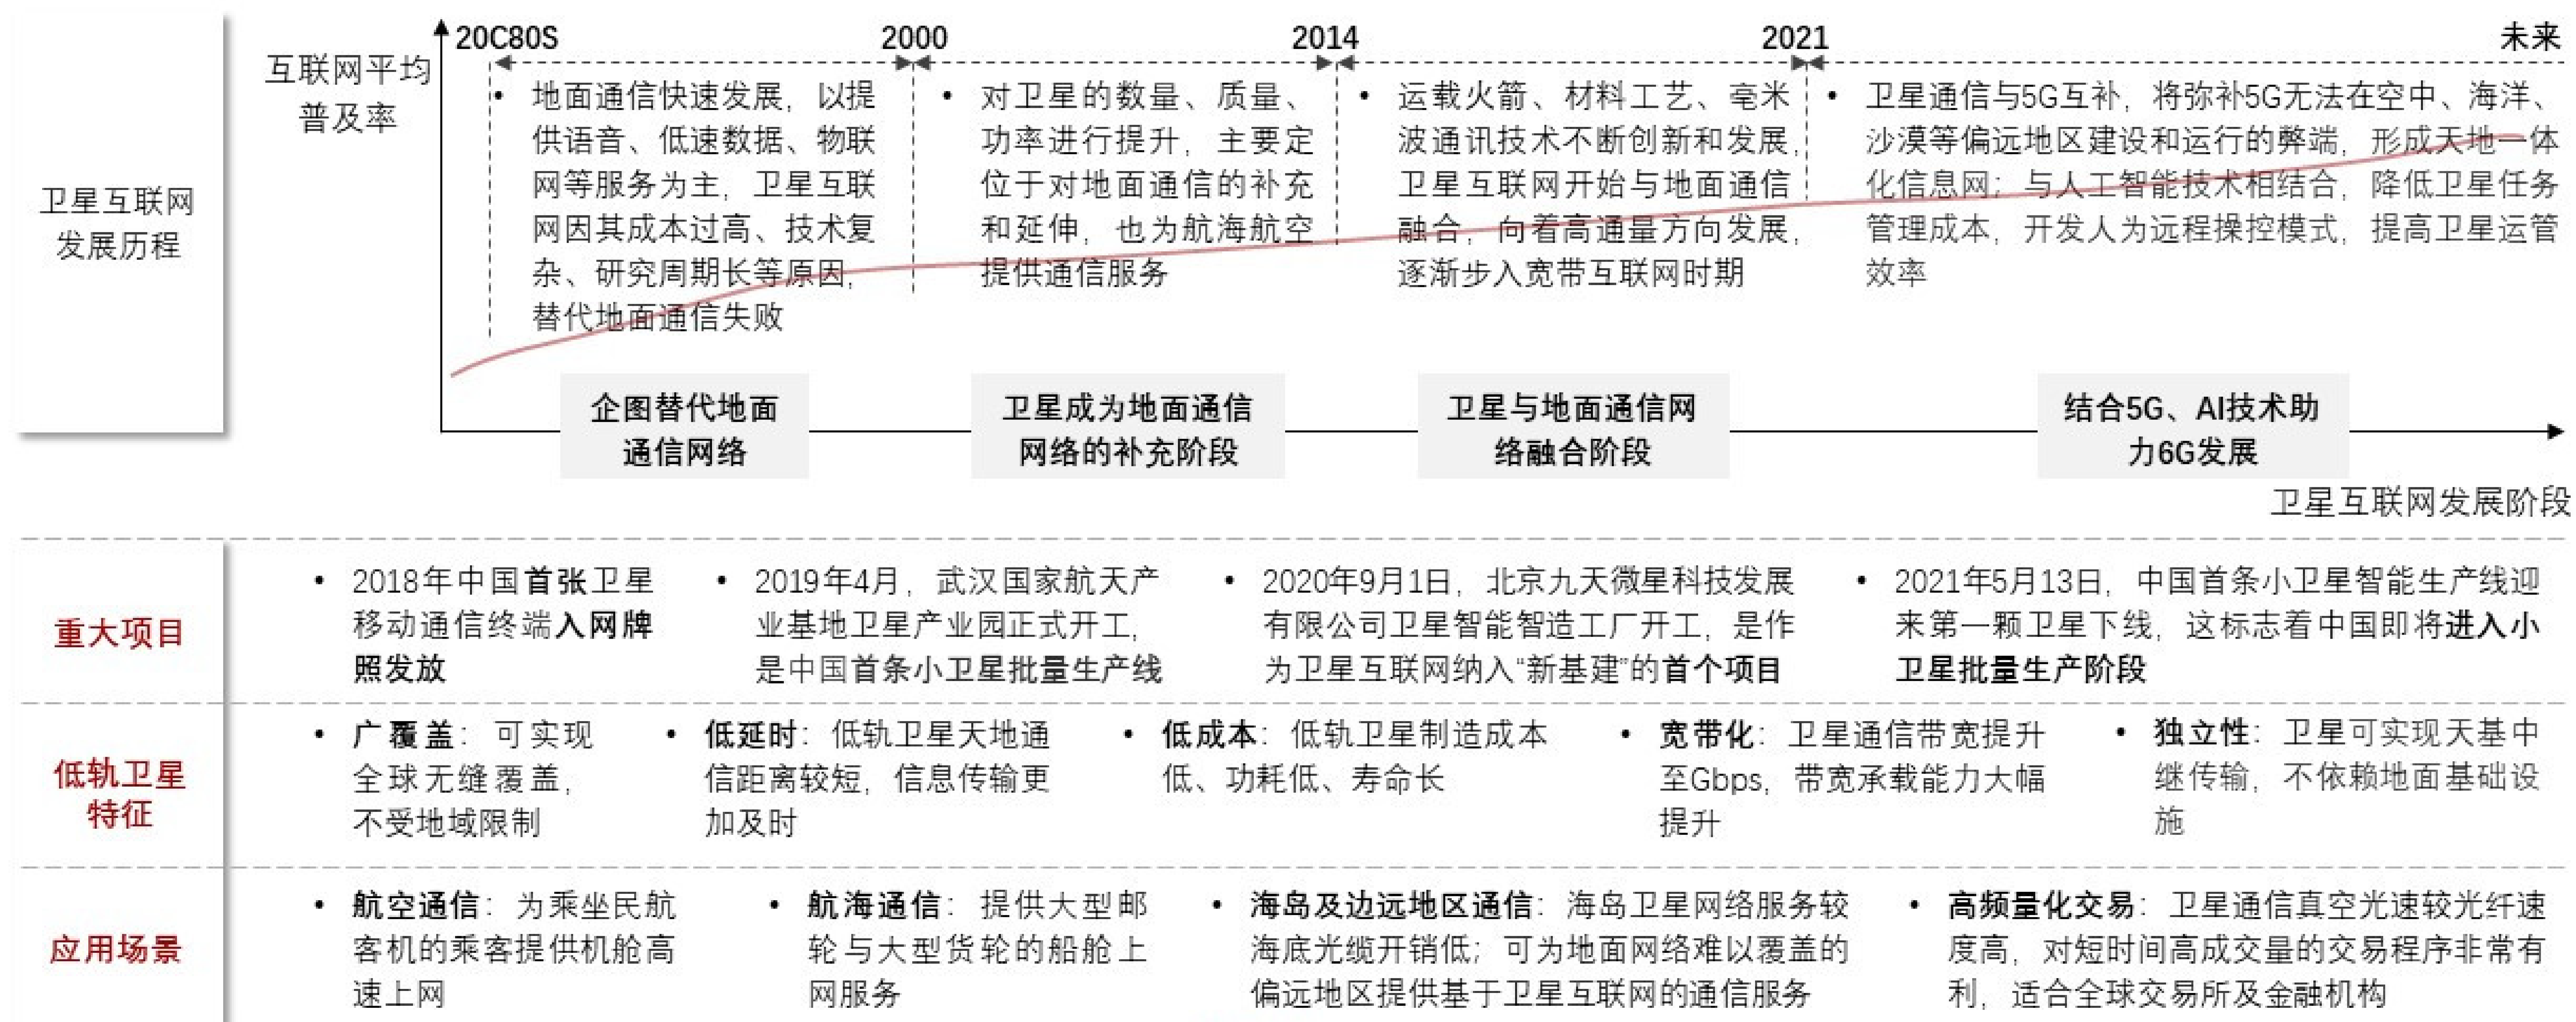 20C80S
2000
2014
2021
未来
互联网平均
普及率
卫星互联网
发展历程
• 地面通信快速发展，以提
供语音、低速数据、物联
网等服务为主，卫星互联
网因其成本过高、技术复
杂、研究周期长等原因，
替代地面通信失败
• 对卫星的数量、质量、
功率进行提升，主要定
位于对地面通信的补充
和延伸，也为航海航空
提供通信服务
• 运载火箭、材料工艺、毫米
波通讯技术不断创新和发展，
卫星互联网开始与地面通信
融合，向着高通量方向发展，
逐渐步入宽带互联网时期
• 卫星通信与5G互补，将弥补5G无法在空中、海洋、
沙漠等偏远地区建设和运行的弊端，形成天地一体
化信息网；与人工智能技术相结合，降低卫星任务
管理成本，开发人为远程操控模式，提高卫星运管
效率
企图替代地面
通信网络
卫星成为地面通信
网络的补充阶段
卫星与地面通信网
络融合阶段
结合5G、AI技术助
力6G发展
卫星互联网发展阶段
重大项目
• 2018年中国首张卫星
移动通信终端入网牌
照发放
• 2019年4月，武汉国家航天产
业基地卫星产业园正式开工，
是中国首条小卫星批量生产线
• 2020年9月1日，北京九天微星科技发展
有限公司卫星智能智造工厂开工，是作
为卫星互联网纳入“新基建”的首个项目
• 2021年5月13日，中国首条小卫星智能生产线迎
来第一颗卫星下线，这标志着中国即将进入小
卫星批量生产阶段
低轨卫星
特征
• 广覆盖：可实现
全球无缝覆盖，
不受地域限制
• 低延时：低轨卫星天地通
信距离较短，信息传输更
加及时
• 低成本：低轨卫星制造成本
低、功耗低、寿命长
• 宽带化：卫星通信带宽提升
至Gbps，带宽承载能力大幅
提升
• 独立性：卫星可实现天基中
继传输，不依赖地面基础设
施
应用场景
• 航空通信：为乘坐民航
客机的乘客提供机舱高
速上网
• 航海通信：提供大型邮
轮与大型货轮的船舱上
网服务
• 海岛及边远地区通信：海岛卫星网络服务较
海底光缆开销低；可为地面网络难以覆盖的
偏远地区提供基于卫星互联网的通信服务
• 高频量化交易：卫星通信真空光速较光纤速
度高，对短时间高成交量的交易程序非常有
利，适合全球交易所及金融机构